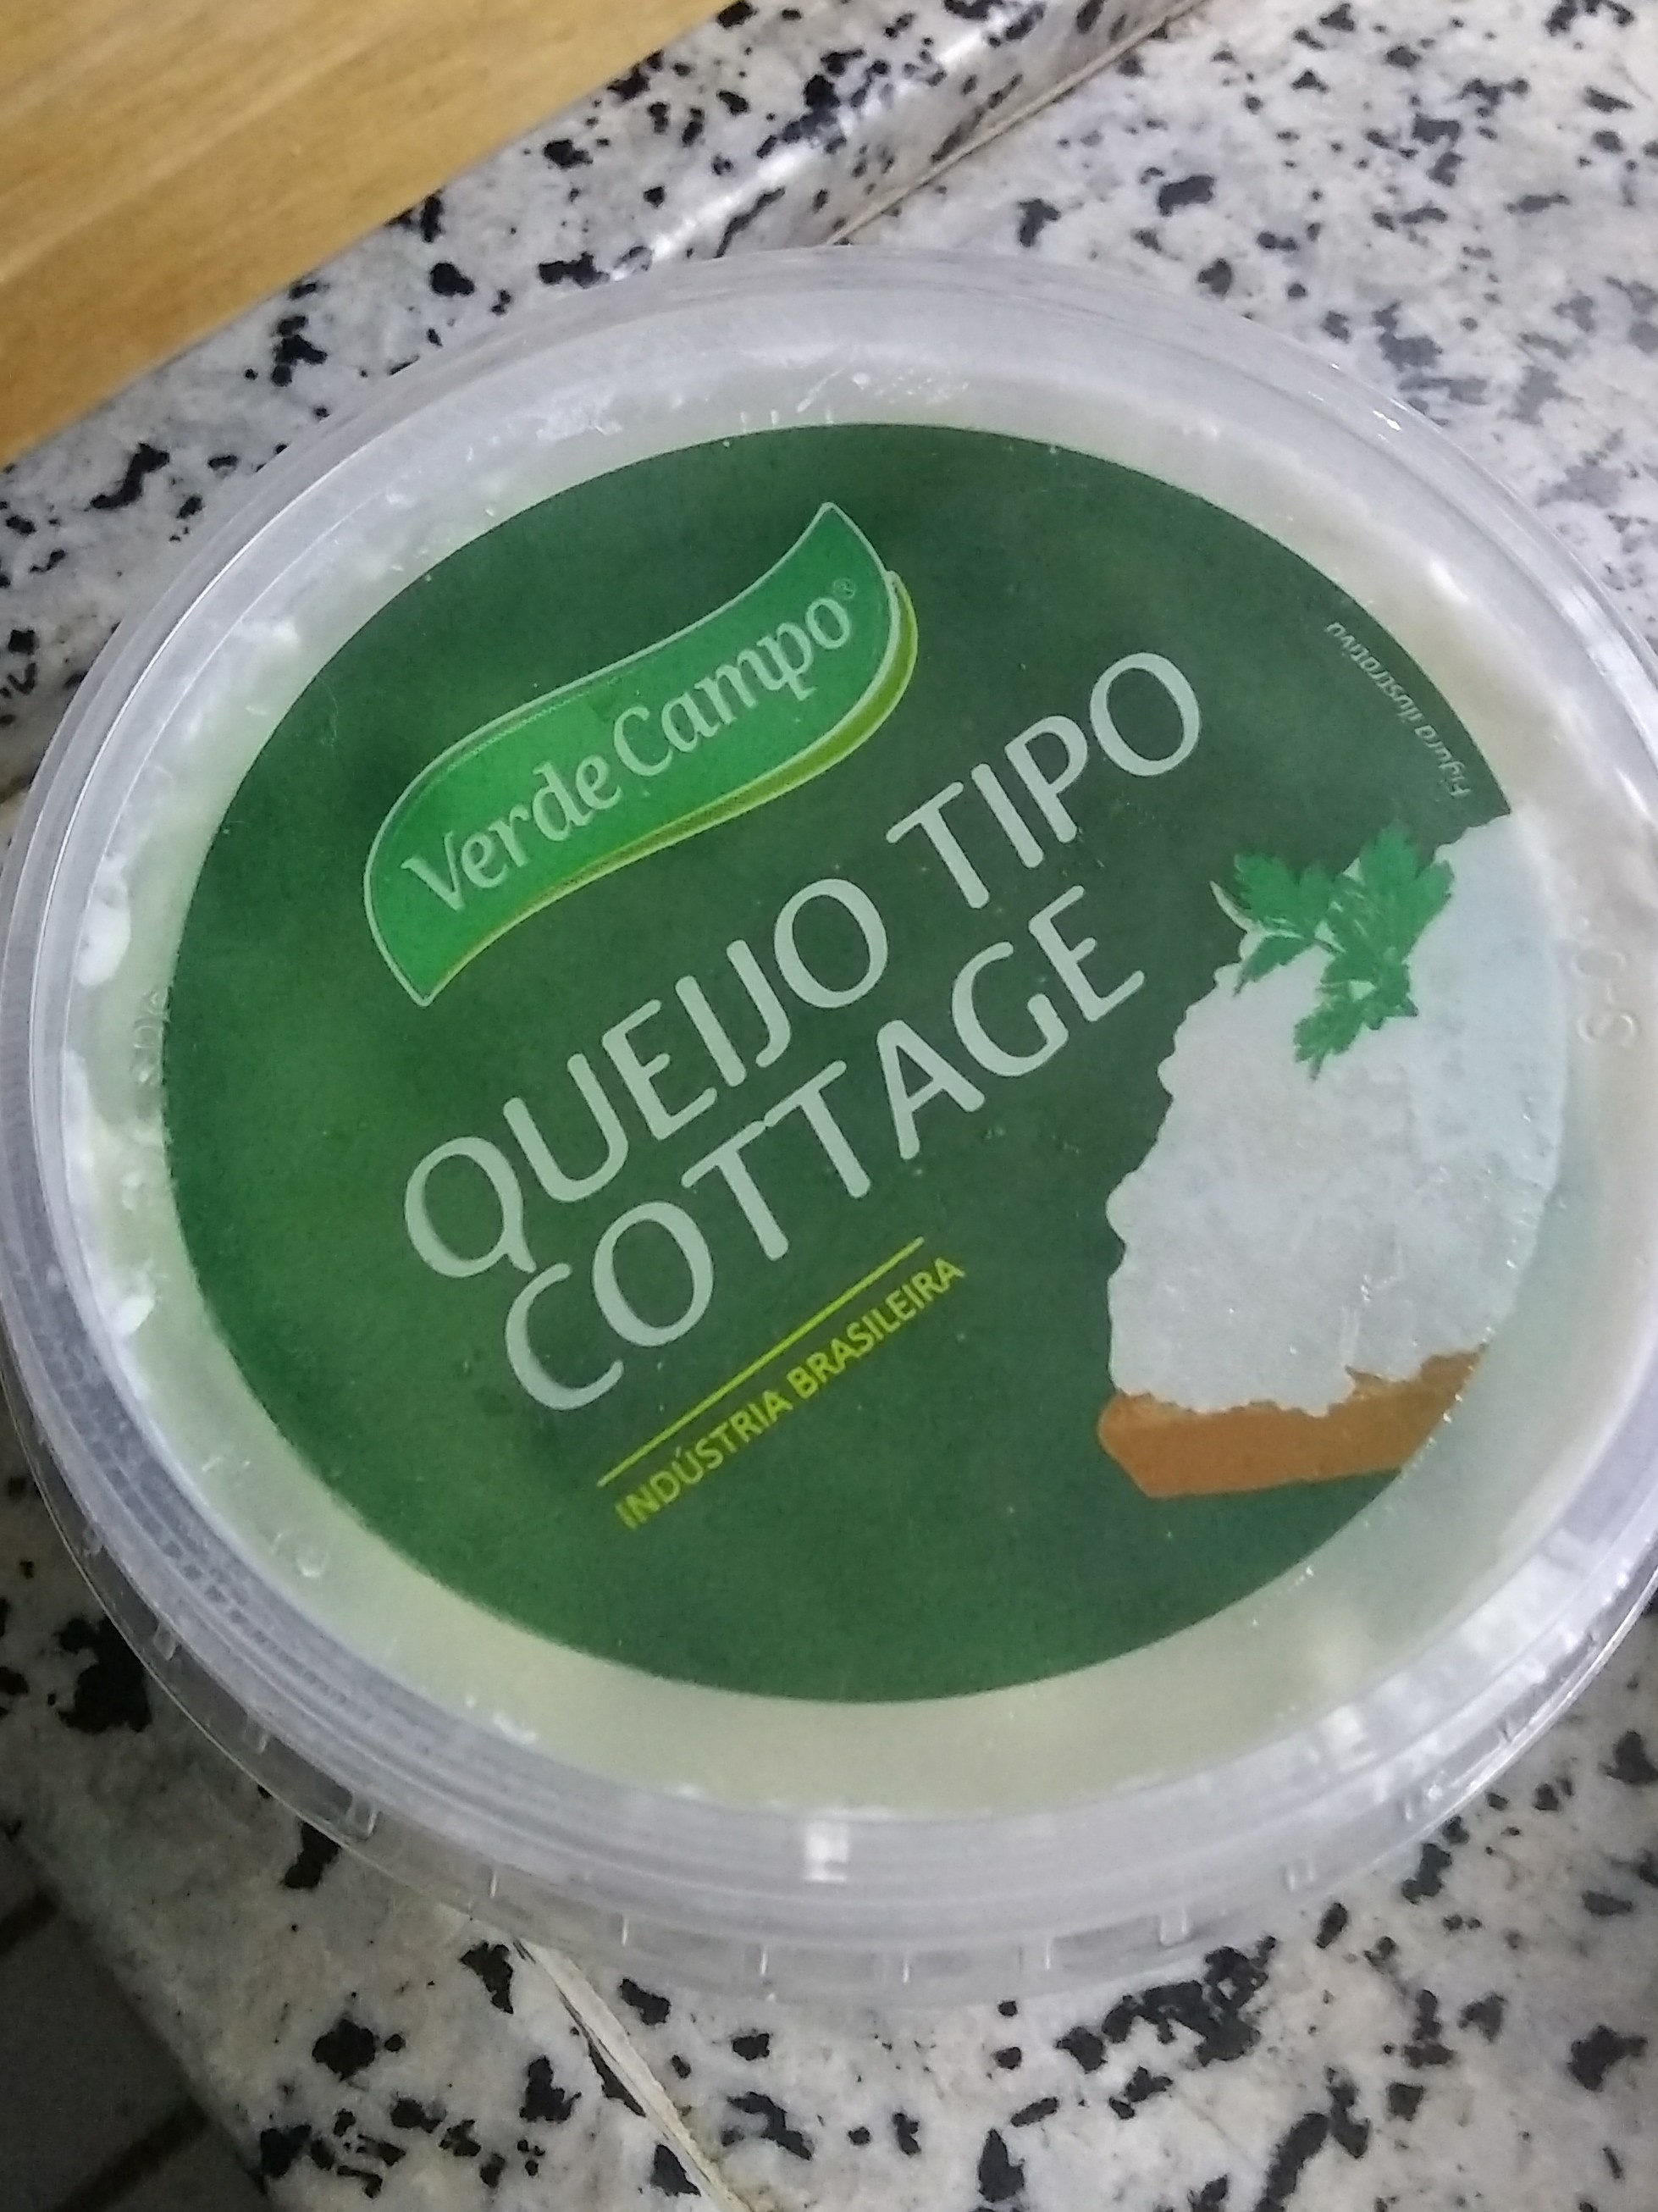 Verde Campo®
QUEIJO TIPO
COTTAGE
INDÚSTRIA BRASILEIRA
Figura ilustrativa